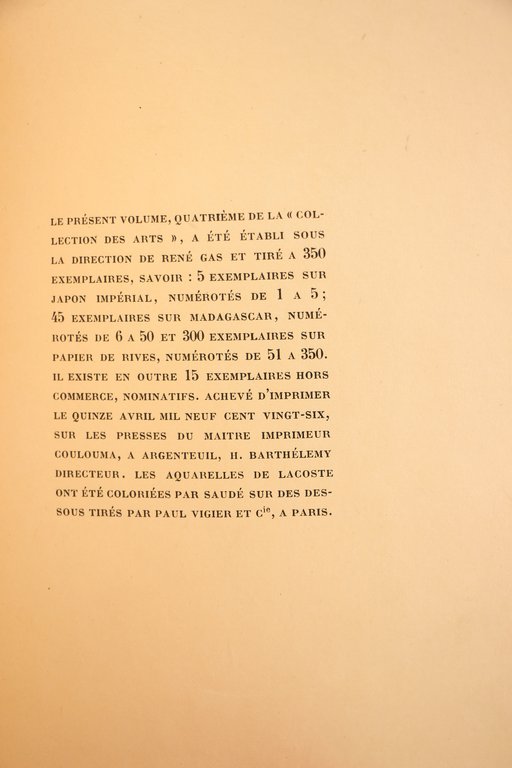 LE PRÉSENT VOLUME, QUATRIÈME DE LA « COL-
LECTION DES ARTS », A ÉTÉ ÉTABLI SOUS
LA DIRECTION DE RENÉ GAS ET TIRÉ A 350
EXEMPLAIRES, SAVOIR : 5 EXEMPLAIRES SUR
JAPON IMPÉRIAL, NUMÉROTÉS DE 1 A 5 ;
45 EXEMPLAIRES SUR MADAGASCAR, NUMÉ-
ROTÉS DE 6 A 50 ET 300 EXEMPLAIRES SUR
PAPIER DE RIVES, NUMÉROTÉS DE 51 A 350.
IL EXISTE EN OUTRE 15 EXEMPLAIRES HORS
COMMERCE, NOMINATIFS. ACHEVÉ D'IMPRIMER
LE QUINZE AVRIL MIL NEUF CENT VINGT-SIX,
SUR LES PRESSES DU MAITRE IMPRIMEUR
COULOUMA, A ARGENTEUIL, H. BARTHÉLEMY
DIRECTEUR. LES AQUARELLES DE LACOSTE
ONT ÉTÉ COLORIÉES PAR SAUDÉ SUR DES DES-
SOUS TIRÉS PAR PAUL VIGIER ET Cie, A PARIS.